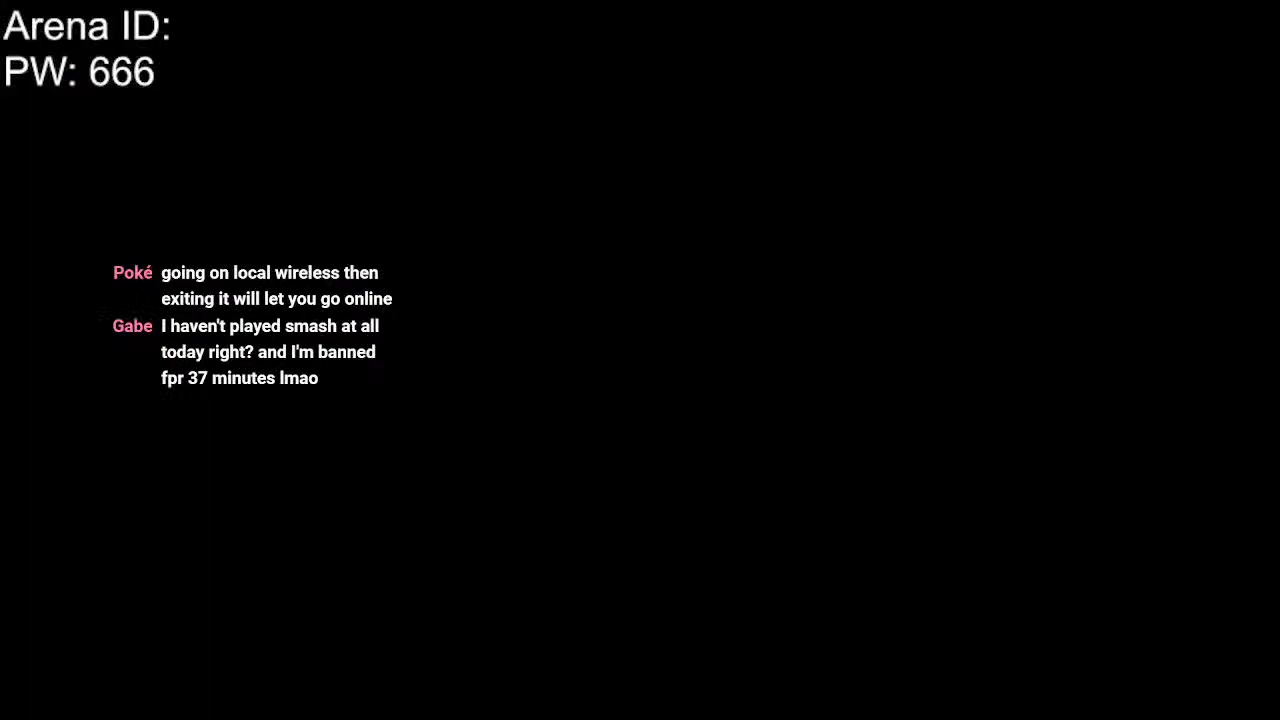 Arena ID:
PW: 666
Poké going on local wireless then
exiting it will let you go online
Gabe I haven't played smash at all
today right? and I'm banned
fpr 37 minutes lmao